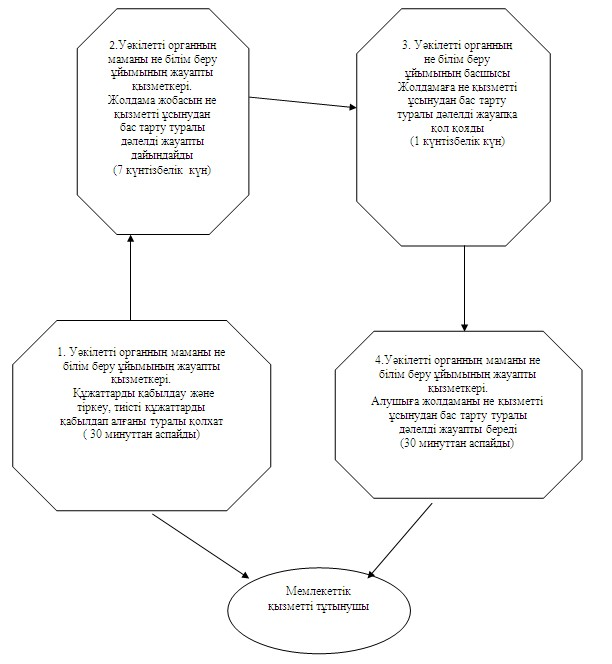 2.Уәкілетті органның
маманы не білім беру
ұйымының жауапты
қызметкері.
Жолдама жобасын не
қызметті ұсынудан
бас тарту туралы
дәлелді жауапты
дайындайды
(7 күнтізбелік күн)
3. Уәкілетті органның
не білім беру
ұйымының басшысы
Жолдамаға не қызметті
ұсынудан бас тарту
туралы дәлелді жауапқа
қол қояды
(1 күнтізбелік күн)
1. Уәкілетті органның маманы не
білім беру ұйымының жауапты
қызметкері.
Құжаттарды қабылдау және
тіркеу, тиісті құжаттарды
қабылдап алғаны туралы қолхат
( 30 минуттан аспайды)
4.Уәкілетті органның маманы не
білім беру ұйымының жауапты
қызметкері.
Алушыға жолдаманы не қызметті
ұсынудан бас тарту туралы
дәлелді жауапты береді
(30 минуттан аспайды)
Мемлекеттік
қызметті тұтынушы